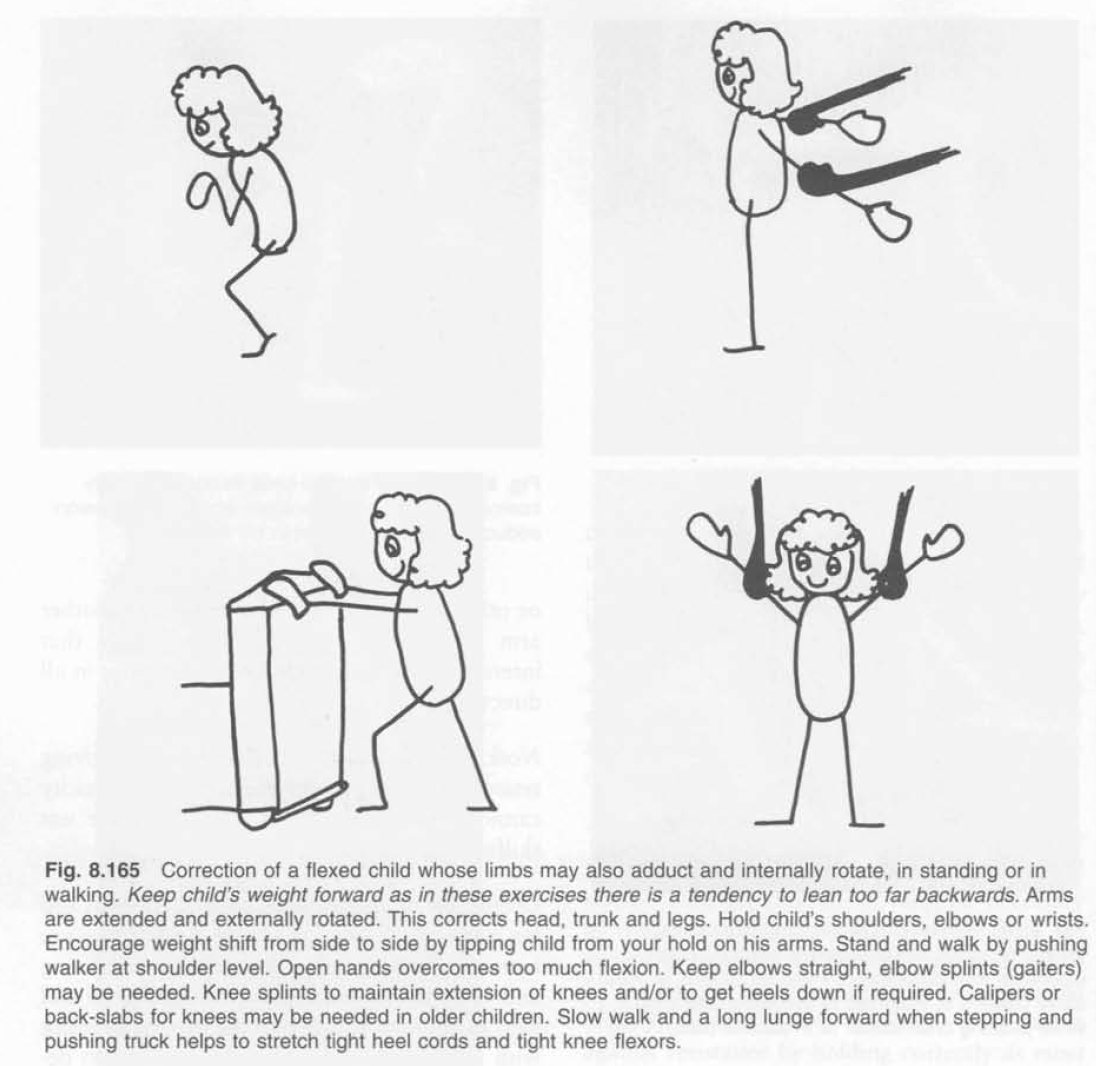 Fig. 8.165 Correction of a flexed child whose limbs may also adduct and internally rotate, in standing or in
walking. Keep child's weight forward as in these exercises there is a tendency to lean too far backwards. Arms
are extended and externally rotated. This corrects head, trunk and legs. Hold child's shoulders, elbows or wrists.
Encourage weight shift from side to side by tipping child from your hold on his arms. Stand and walk by pushing
walker at shoulder level. Open hands overcomes too much flexion. Keep elbows straight, elbow splints (gaiters)
may be needed. Knee splints to maintain extension of knees and/or to get heels down if required. Calipers or
back-slabs for knees may be needed in older children. Slow walk and a long lunge forward when stepping and
pushing truck helps to stretch tight heel cords and tight knee flexors.